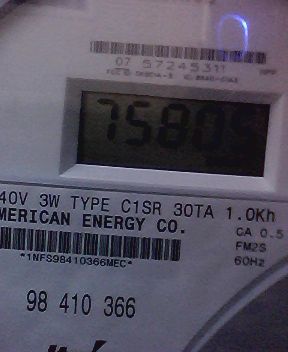 07 57245311
75805
40V 3W TYPE C1SR 30TA 1.0Kh
MERICAN ENERGY CO.
CA 0.5
FM2S
60Hz
*1NFS98410366MEC*
98 410 366